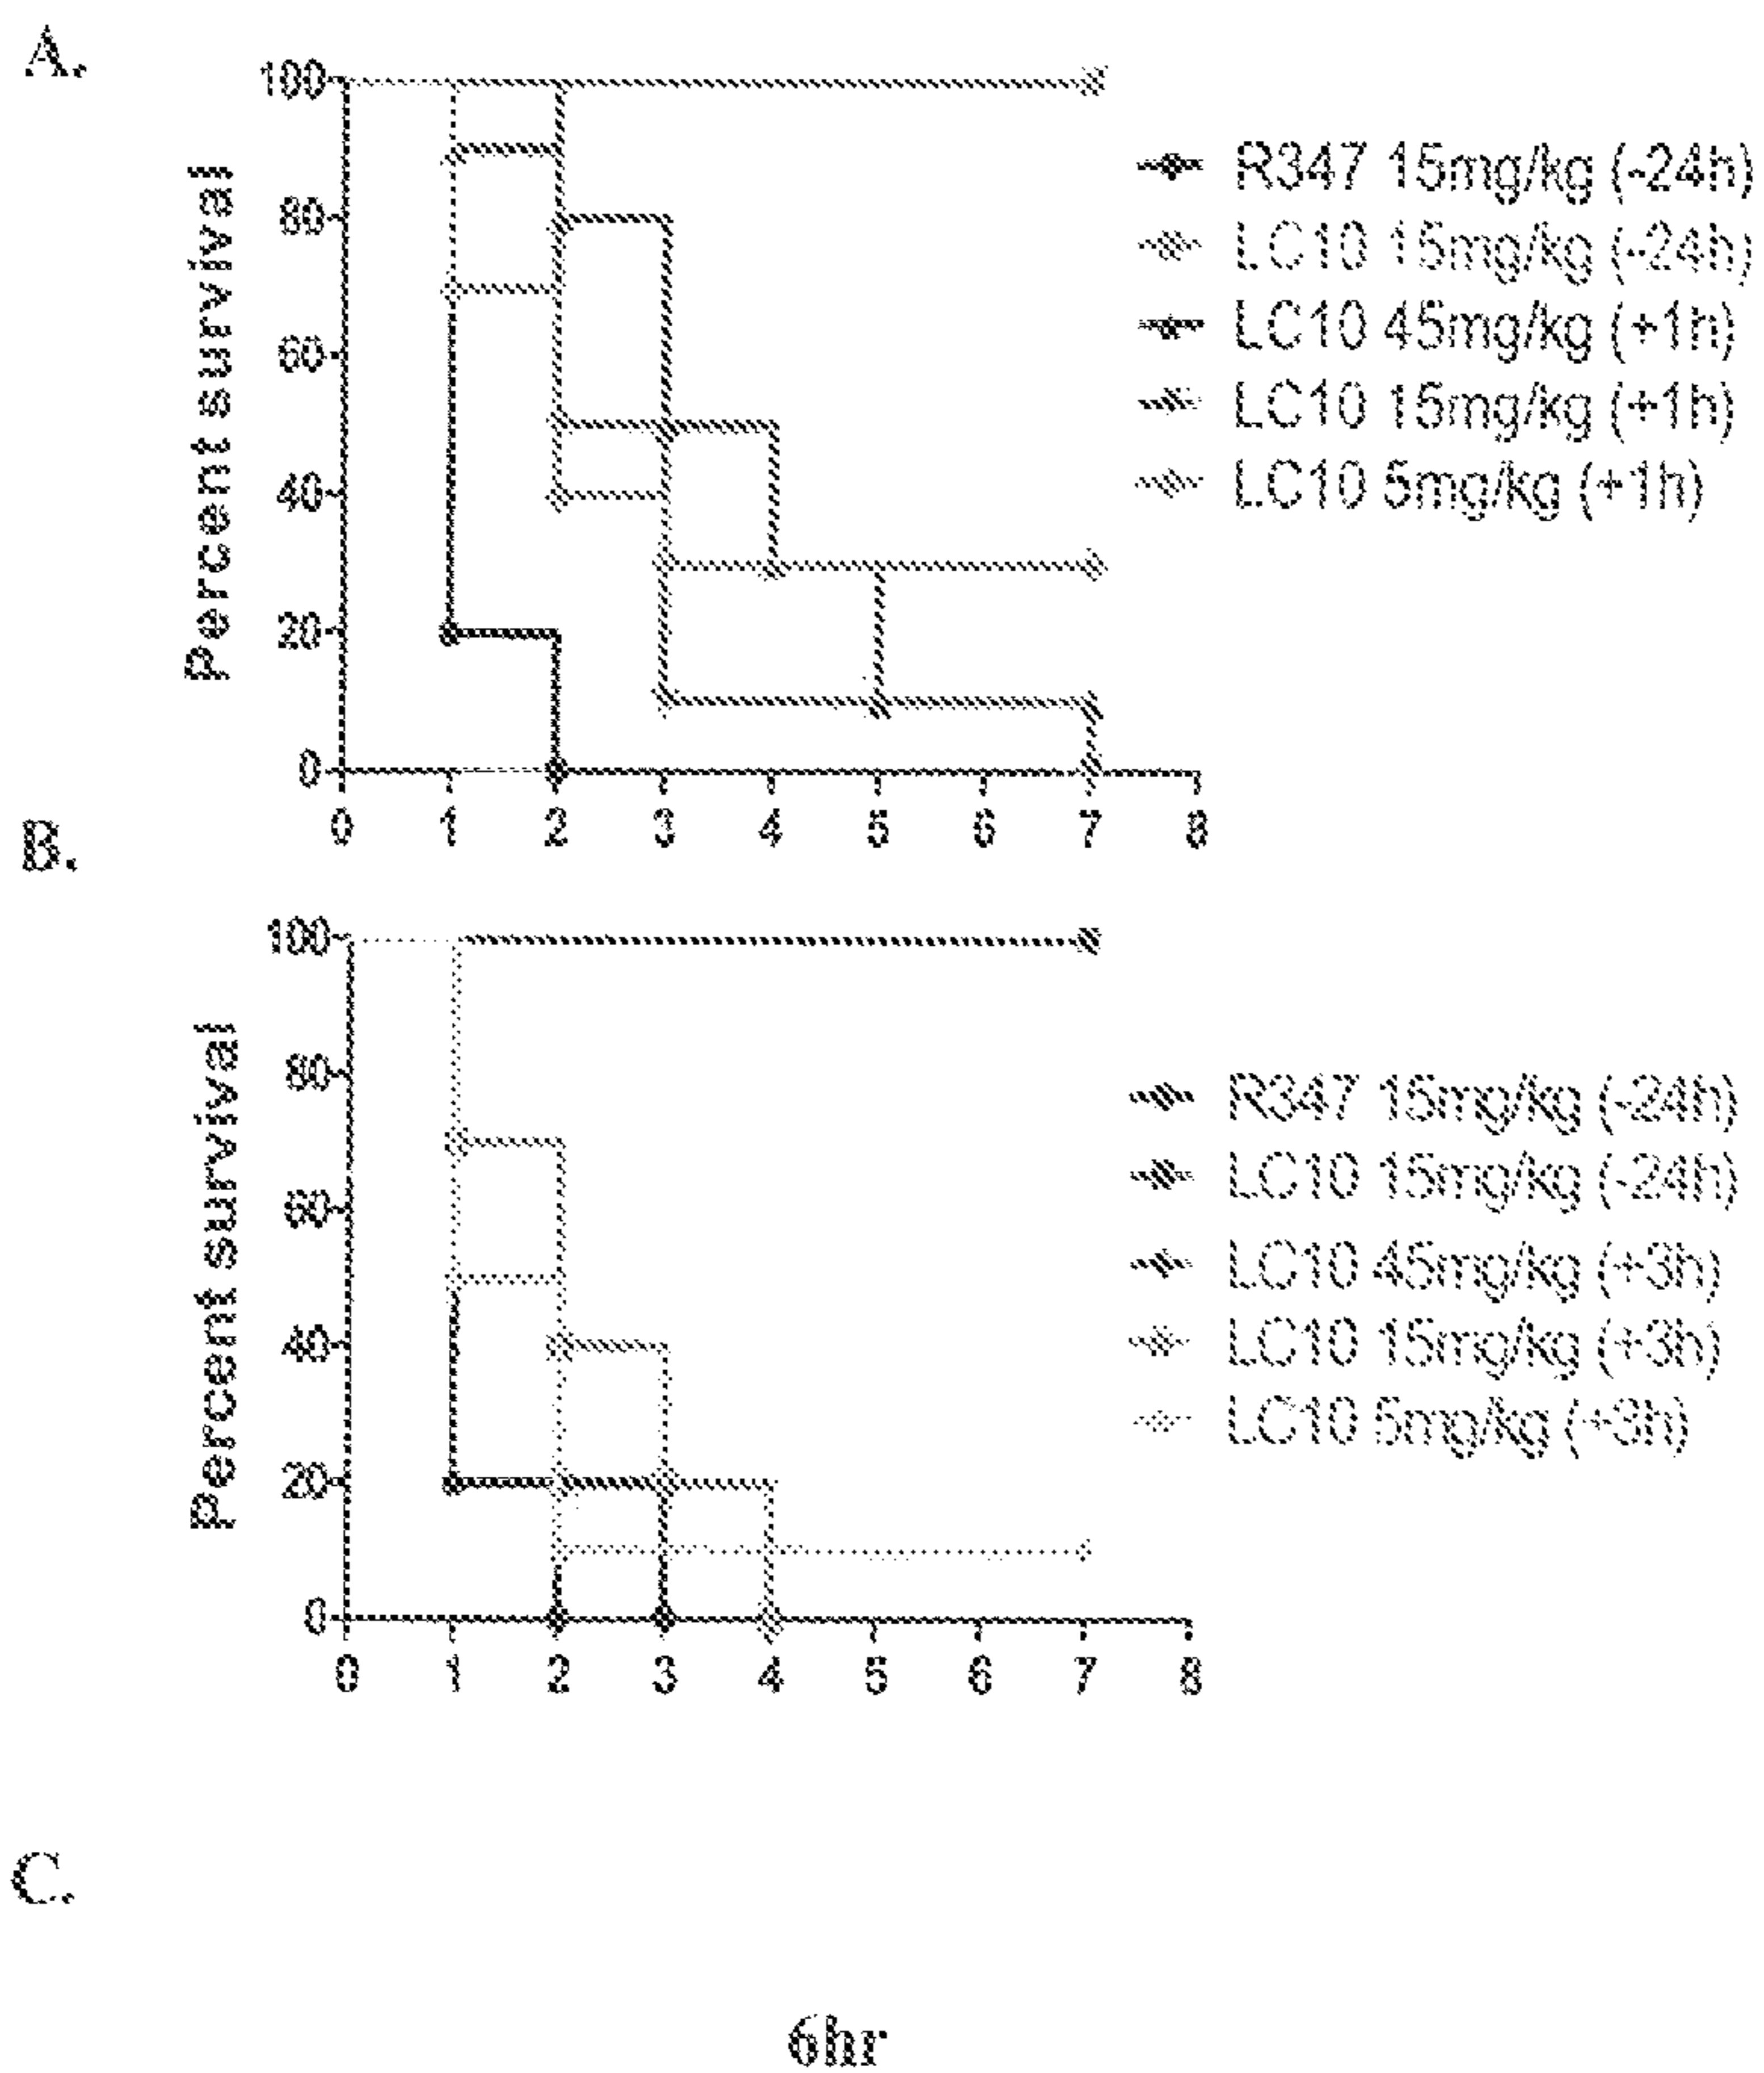 A.
100
80
60
40
20
0
Percent survival
0 1 2 3 4 5 6 7 8
R347 15mg/kg (-24h)
LC10 15mg/kg (-24h)
LC10 45mg/kg (+1h)
LC10 15mg/kg (+1h)
LC10 5mg/kg (+1h)
B.
100
80
60
40
20
0
Percent survival
0 1 2 3 4 5 6 7 8
R347 15mg/kg (-24h)
LC10 15mg/kg (-24h)
LC10 45mg/kg (+3h)
LC10 15mg/kg (+3h)
LC10 5mg/kg (+3h)
C.
6hr